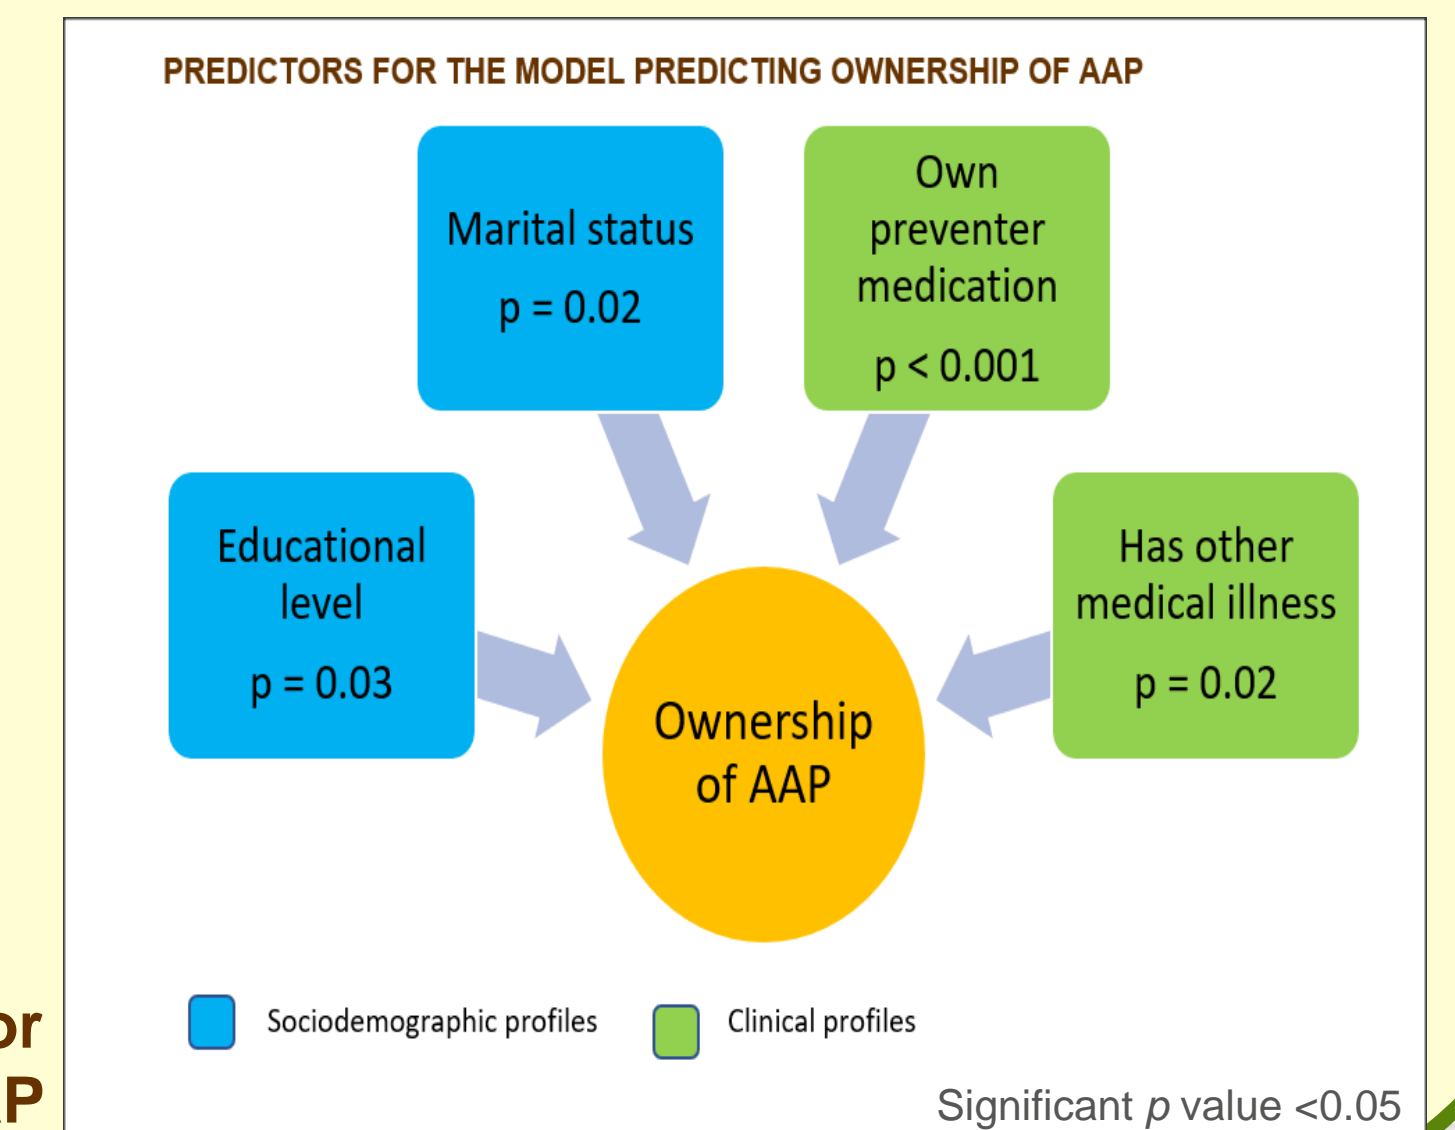 PREDICTORS FOR THE MODEL PREDICTING OWNERSHIP OF AAP
Marital status
p = 0.02
Own
preventer
medication
p < 0.001
Educational
level
p = 0.03
Has other
medical illness
p = 0.02
Ownership
of AAP
Sociodemographic profiles
Clinical profiles
or
P
Significant p value <0.05